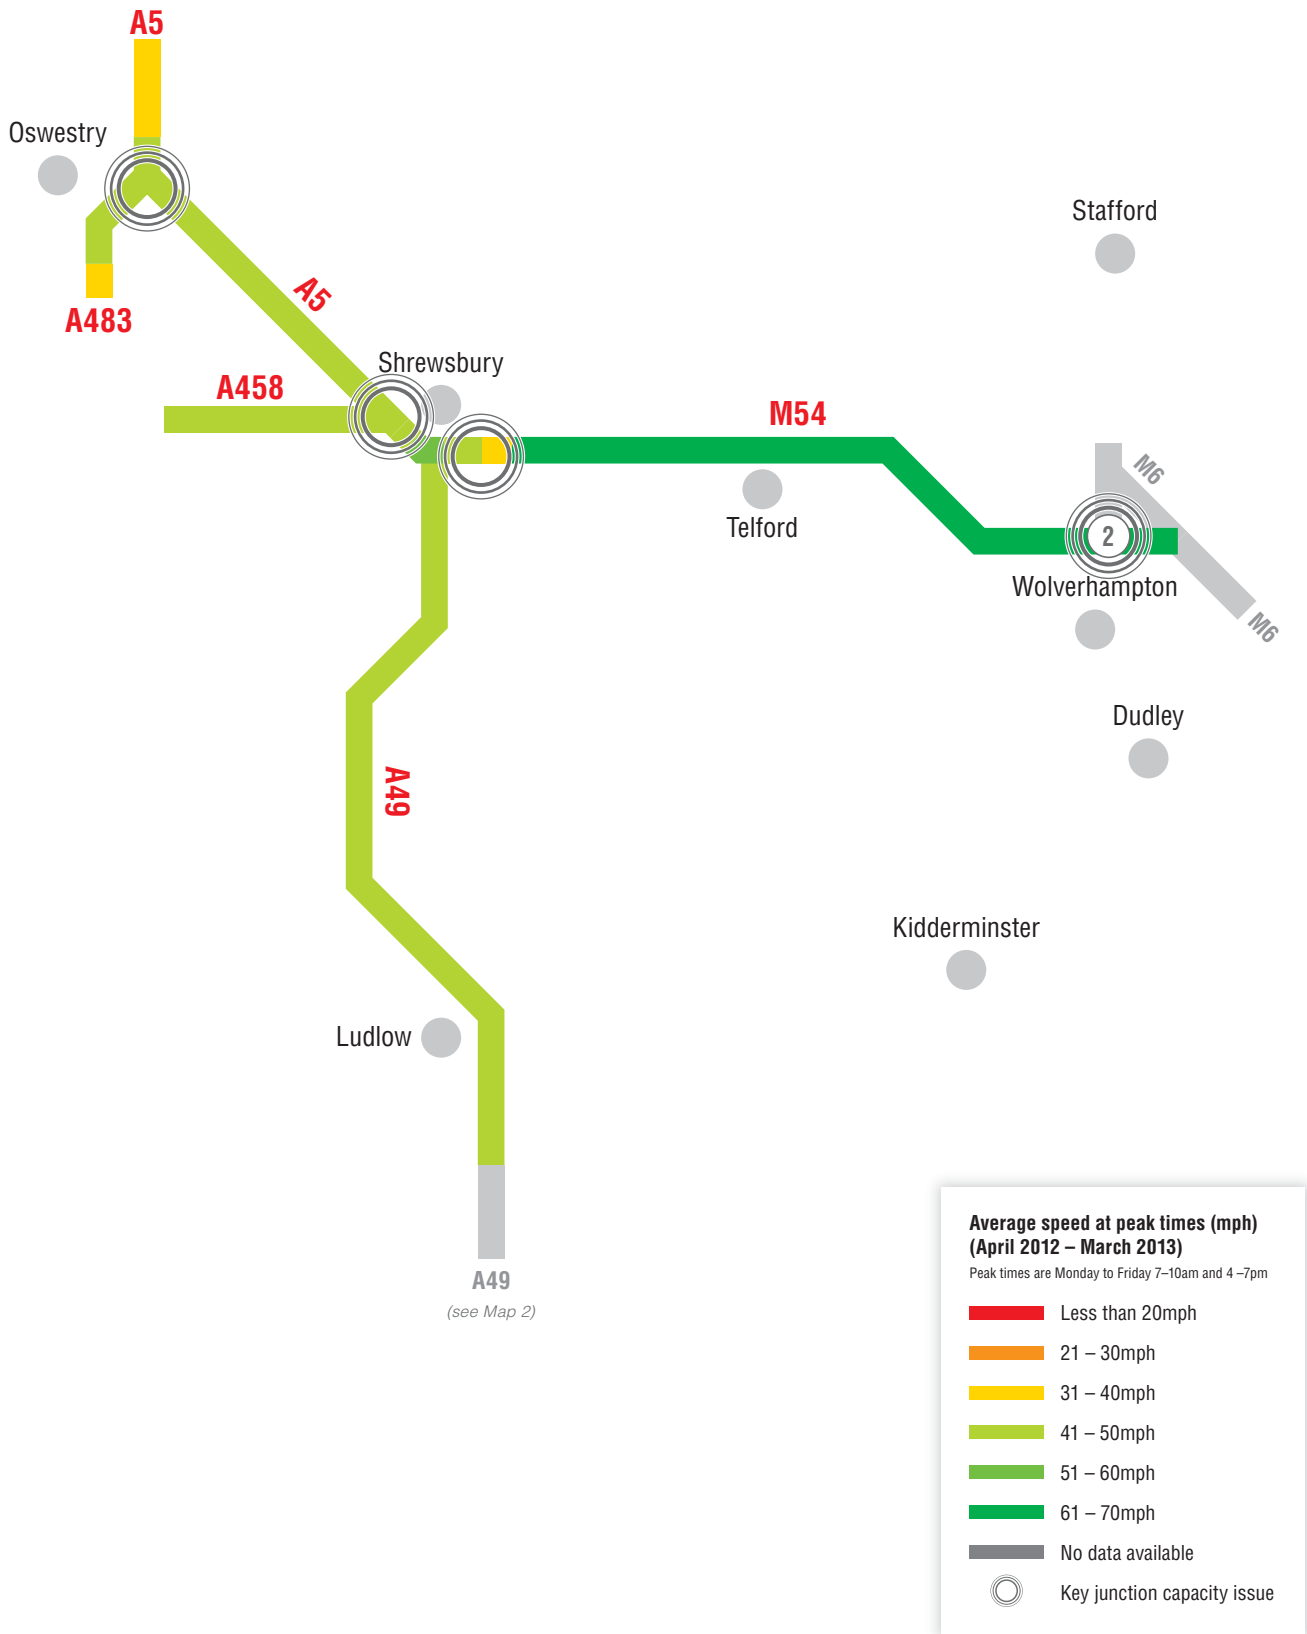 A5
Oswestry
Stafford
A5
A483
Shrewsbury
A458
M54
M6
Telford
2
Wolverhampton
M6
Dudley
A49
Kidderminster
Ludlow
A49
(see Map 2)
Average speed at peak times (mph)
(April 2012 – March 2013)
Peak times are Monday to Friday 7–10am and 4 –7pm
Less than 20mph
21 – 30mph
31 – 40mph
41 – 50mph
51 – 60mph
61 – 70mph
No data available
Key junction capacity issue